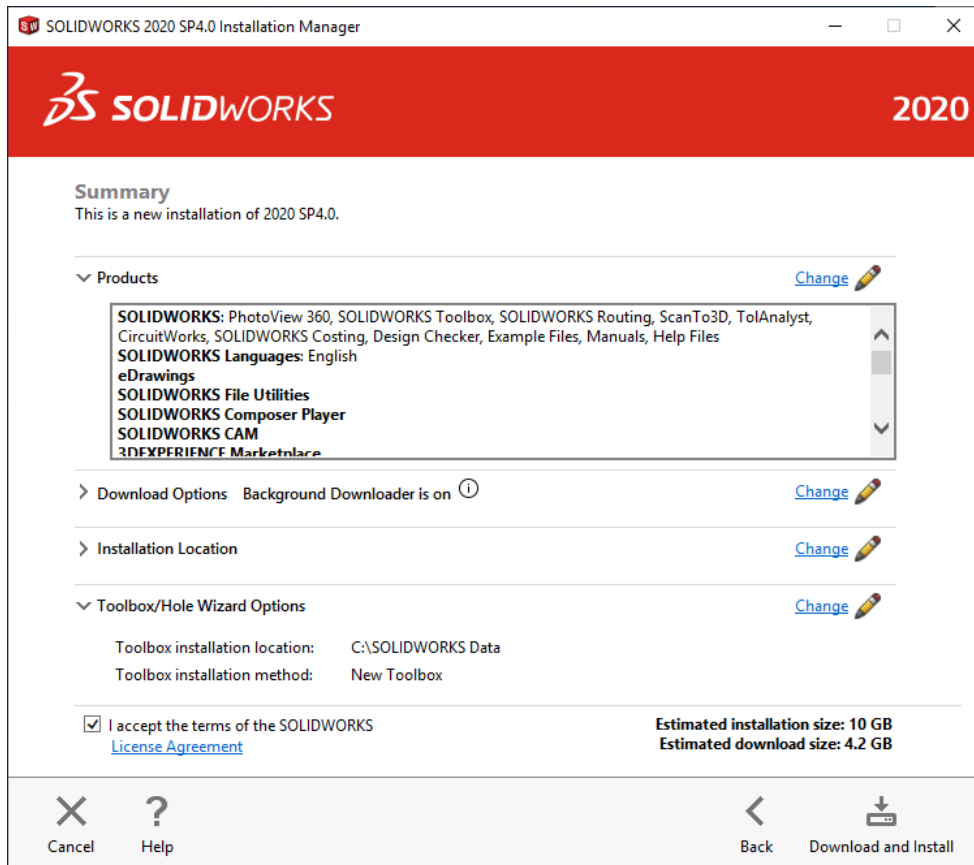 SOLIDWORKS 2020 SP4.0 Installation Manager
SOLIDWORKS
2020
Summary
This is a new installation of 2020 SP4.0.
Products
Change
SOLIDWORKS: PhotoView 360, SOLIDWORKS Toolbox, SOLIDWORKS Routing, ScanTo3D, TolAnalyst,
CircuitWorks, SOLIDWORKS Costing, Design Checker, Example Files, Manuals, Help Files
SOLIDWORKS Languages: English
eDrawings
SOLIDWORKS File Utilities
SOLIDWORKS Composer Player
SOLIDWORKS CAM
3DEXPERIENCE Marketplace
Download Options Background Downloader is on
Change
Installation Location
Change
Toolbox/Hole Wizard Options
Change
Toolbox installation location: C:\SOLIDWORKS Data
Toolbox installation method: New Toolbox
I accept the terms of the SOLIDWORKS
License Agreement
Estimated installation size: 10 GB
Estimated download size: 4.2 GB
Cancel
Help
Back
Download and Install